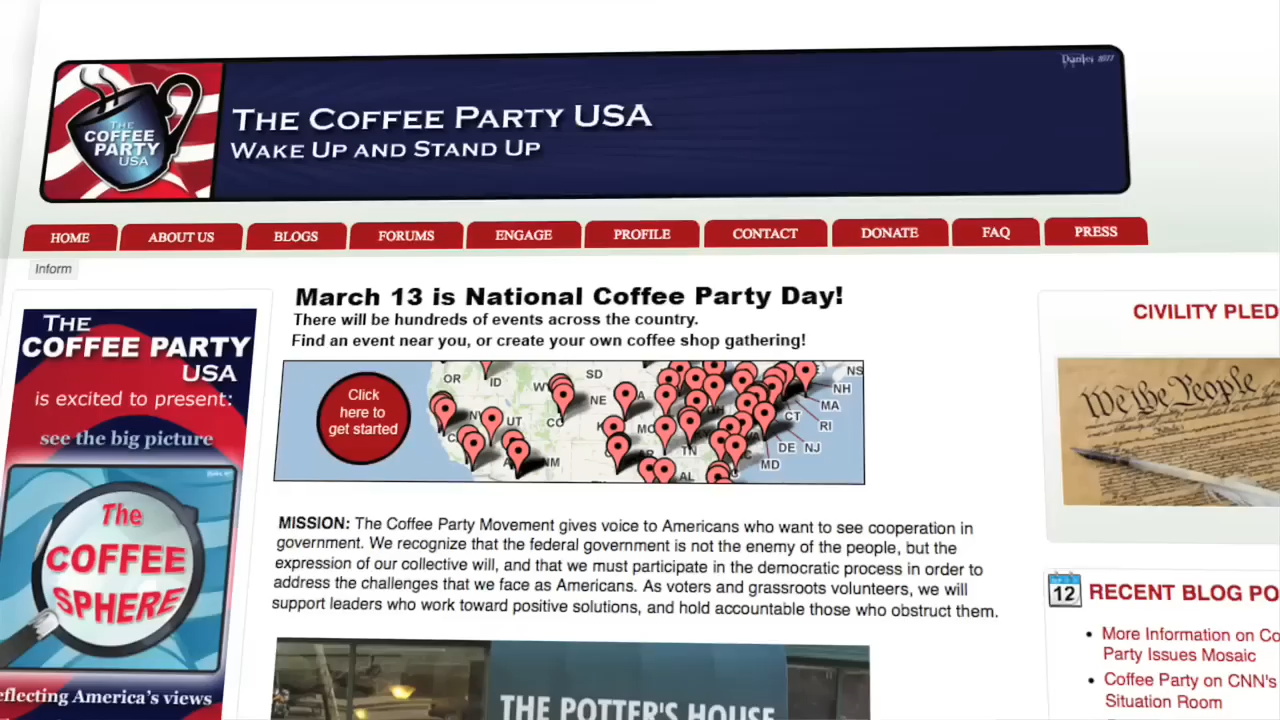 THE
COFFEE
PARTY
USA
THE COFFEE PARTY USA
WAKE UP AND STAND UP
HOME
ABOUT US
BLOGS
FORUMS
ENGAGE
PROFILE
CONTACT
DONATE
FAQ
PRESS
Inform
THE
COFFEE PARTY
USA
is excited to present:
see the big picture
The
COFFEE
SPHERE
eflecting America's views
March 13 is National Coffee Party Day!
There will be hundreds of events across the country.
Find an event near you, or create your own coffee shop gathering!
Click
here to
get started
OR
ID
SD
NE
UT
TN
AL
NS
NH
MA
CT
RI
DE
NJ
MD
MISSION: The Coffee Party Movement gives voice to Americans who want to see cooperation in
government. We recognize that the federal government is not the enemy of the people, but the
expression of our collective will, and that we must participate in the democratic process in order to
address the challenges that we face as Americans. As voters and grassroots volunteers, we will
support leaders who work toward positive solutions, and hold accountable those who obstruct them.
THE POTTER'S HOUSE
CIVILITY PLED
We the People
12
RECENT BLOG PO
More Information on Co
Party Issues Mosaic
Coffee Party on CNN's
Situation Room